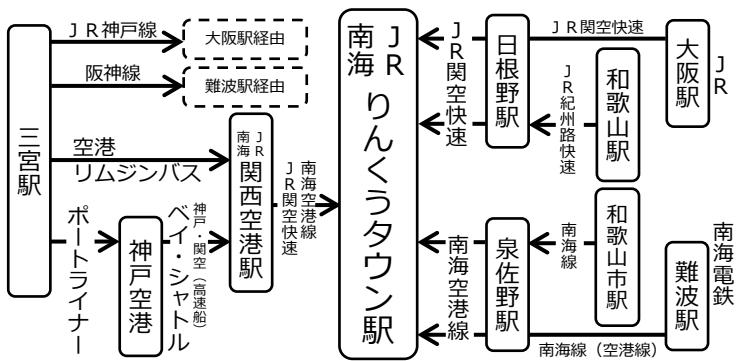 三宮駅
ＪＲ神戸線
大阪駅経由
阪神線
難波駅経由
空港
リムジンバス
ポートライナー
神戸空港
神戸・関空（高速船）
ベイ・シャトル
ＪＲ
南海
関西空港駅
南海空港線
ＪＲ関空快速
ＪＲ
南海
りんくうタウン駅
ＪＲ関空快速
日根野駅
ＪＲ関空快速
大阪駅
ＪＲ
ＪＲ紀州路快速
和歌山駅
南海空港線
泉佐野駅
南海線
和歌山市駅
南海線（空港線）
難波駅
南海電鉄